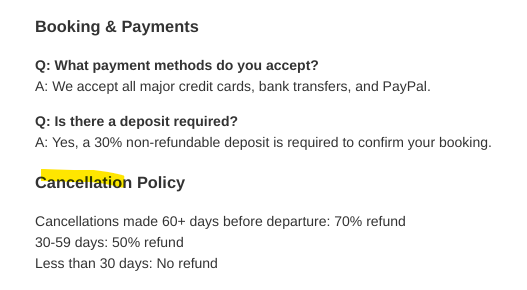 Booking & Payments
Q: What payment methods do you accept?
A: We accept all major credit cards, bank transfers, and PayPal.
Q: Is there a deposit required?
A: Yes, a 30% non-refundable deposit is required to confirm your booking.
Cancellation Policy
Cancellations made 60+ days before departure: 70% refund
30-59 days: 50% refund
Less than 30 days: No refund